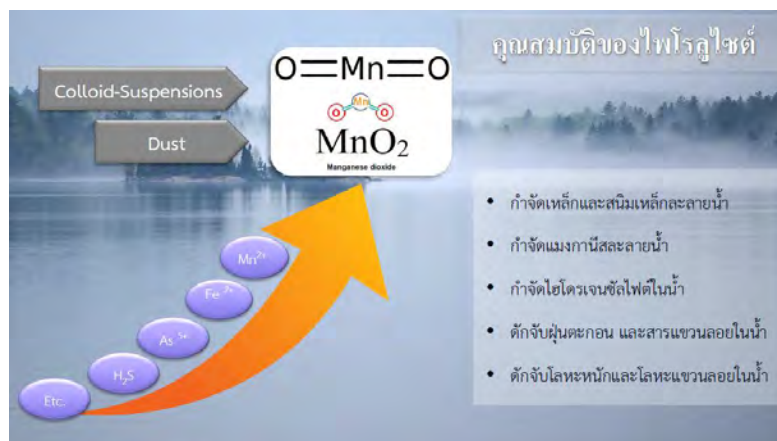 คุณสมบัติของไพโรลูไซต์
O=Mn=O
Colloid-Suspensions
Mn
O O
Dust
MnO₂
Manganese dioxide
• กำจัดเหล็กและสนิมเหล็กละลายน้ำ
• กำจัดแมงกานีสละลายน้ำ
• กำจัดไฮโดรเจนซัลไฟต์ในน้ำ
• ดักจับฝุ่นตะกอน และสารแขวนลอยในน้ำ
• ดักจับโลหะหนักและโลหะแขวนลอยในน้ำ
Mn²⁺
Fe²⁺
As⁵⁺
H₂S
Etc.